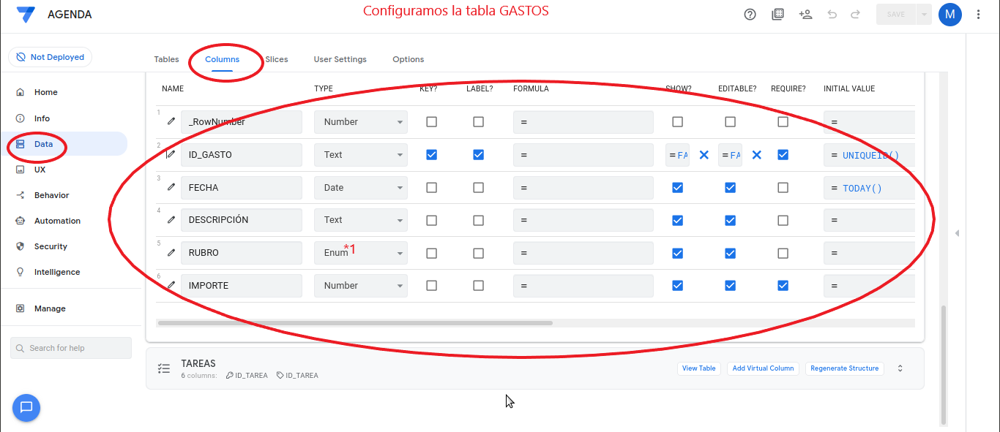 AGENDA
Configuramos la tabla GASTOS
SAVE
M
Not Deployed
Tables Columns Slices User Settings Options
Home
Info
Data
UX
Behavior
Automation
Security
Intelligence
Manage
Search for help
NAME TYPE KEY? LABEL? FORMULA SHOW? EDITABLE? REQUIRE? INITIAL VALUE
1 _RowNumber Number = =
2 ID_GASTO Text = = FA = FA = UNIQUEID()
3 FECHA Date = = TODAY()
4 DESCRIPCIÓN Text = =
5 RUBRO Enum *1 = =
6 IMPORTE Number = =
TAREAS
6 columns: ID_TAREA ID_TAREA
View Table Add Virtual Column Regenerate Structure